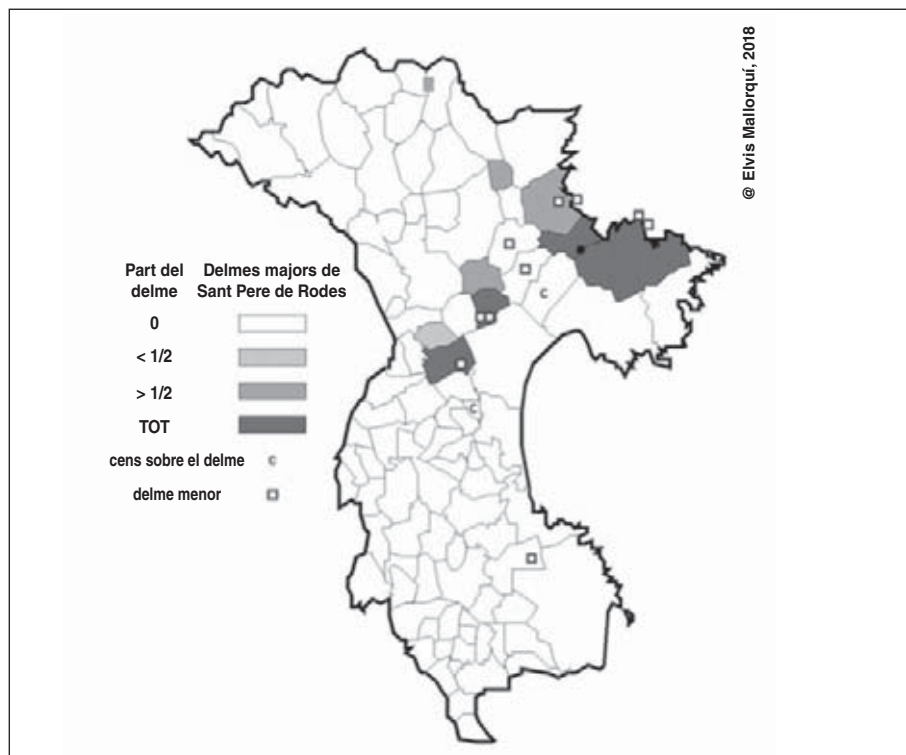 @ Elvis Mallorquí, 2018
Part del delme
Delmes majors de Sant Pere de Rodes
0
< 1/2
> 1/2
TOT
cens sobre el delme c
delme menor
c
c